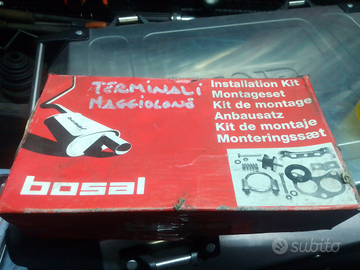 TERMINALI
MAGGIOLONE
Installation Kit
Montageset
Kit de montage
Anbausatz
Kit de montaje
Monteringssæt
bosal
subito